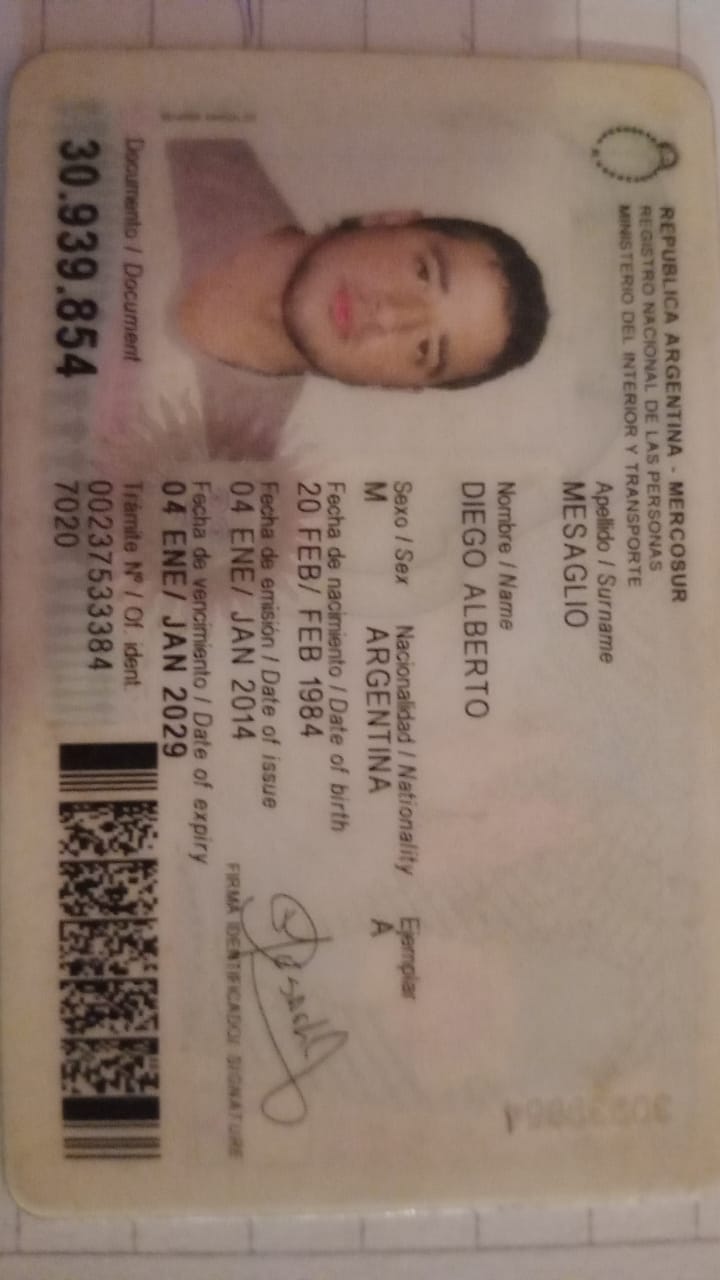 REPUBLICA ARGENTINA - MERCOSUR
REGISTRO NACIONAL DE LAS PERSONAS
MINISTERIO DEL INTERIOR Y TRANSPORTE
Apellido / Surname
MESAGLIO
Nombre / Name
DIEGO ALBERTO
Sexo / Sex Nacionalidad / Nationality Ejemplar
M ARGENTINA A
Fecha de nacimiento / Date of birth
20 FEB/ FEB 1984
Fecha de emisión / Date of issue
04 ENE/ JAN 2014
Fecha de vencimiento / Date of expiry
04 ENE/ JAN 2029
FIRMA IDENTIFICADO/ SIGNATURE
Documento / Document
30.939.854
Trámite Nº / Of. ident.
00237533384
7020